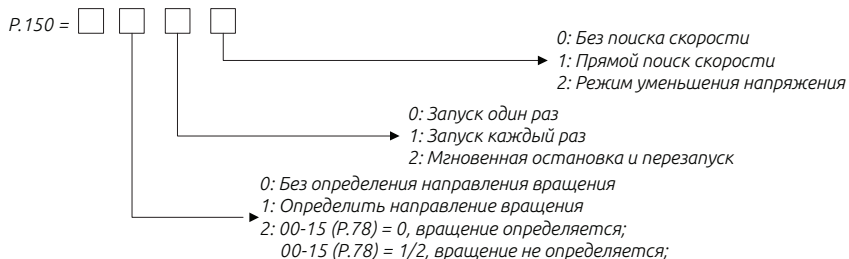 P.150 =
0: Без поиска скорости
1: Прямой поиск скорости
2: Режим уменьшения напряжения
0: Запуск один раз
1: Запуск каждый раз
2: Мгновенная остановка и перезапуск
0: Без определения направления вращения
1: Определить направление вращения
2: 00-15 (P.78) = 0, вращение определяется;
00-15 (P.78) = 1/2, вращение не определяется;